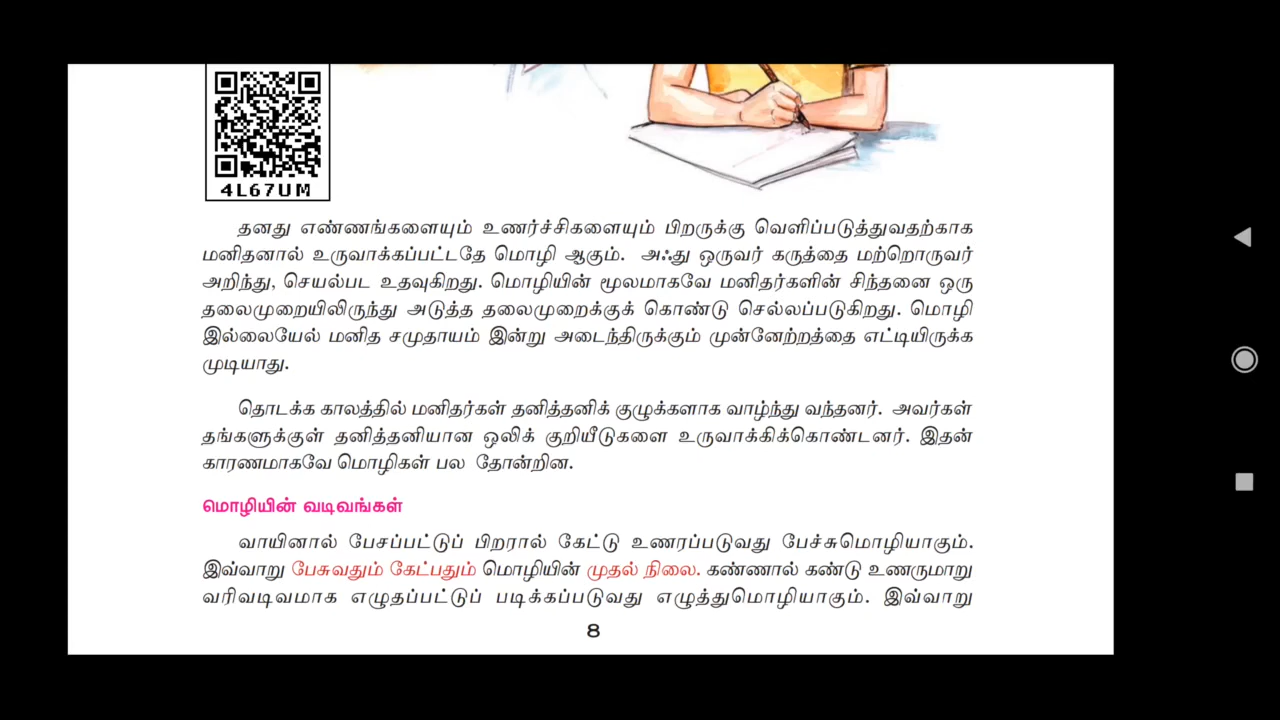 4L67UM
தனது எண்ணங்களையும் உணர்ச்சிகளையும் பிறருக்கு வெளிப்படுத்துவதற்காக
மனிதனால் உருவாக்கப்பட்டதே மொழி ஆகும். அஃது ஒருவர் கருத்தை மற்றொருவர்
அறிந்து, செயல்பட உதவுகிறது. மொழியின் மூலமாகவே மனிதர்களின் சிந்தனை ஒரு
தலைமுறையிலிருந்து அடுத்த தலைமுறைக்குக் கொண்டு செல்லப்படுகிறது. மொழி
இல்லையேல் மனித சமுதாயம் இன்று அடைந்திருக்கும் முன்னேற்றத்தை எட்டியிருக்க
முடியாது.
தொடக்க காலத்தில் மனிதர்கள் தனித்தனிக் குழுக்களாக வாழ்ந்து வந்தனர். அவர்கள்
தங்களுக்குள் தனித்தனியான ஒலிக் குறியீடுகளை உருவாக்கிக்கொண்டனர். இதன்
காரணமாகவே மொழிகள் பல தோன்றின.
மொழியின் வடிவங்கள்
வாயினால் பேசப்பட்டுப் பிறரால் கேட்டு உணரப்படுவது பேச்சுமொழியாகும்.
இவ்வாறு பேசுவதும் கேட்பதும் மொழியின் முதல் நிலை. கண்ணால் கண்டு உணருமாறு
வரிவடிவமாக எழுதப்பட்டுப் படிக்கப்படுவது எழுத்துமொழியாகும். இவ்வாறு
8